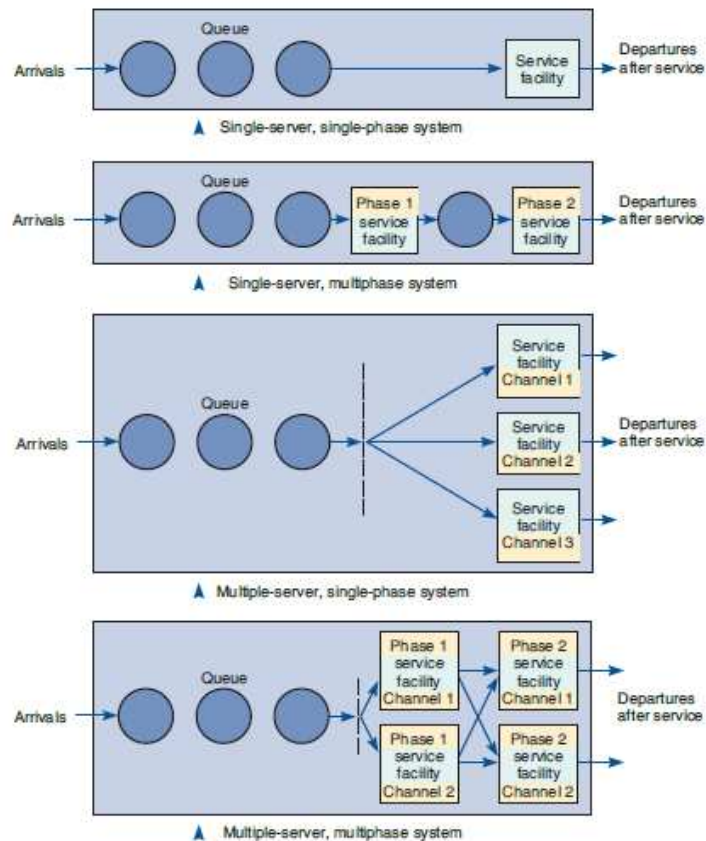 Queue
Arrivals
Service
facility
Departures
after service
Single-server, single-phase system
Queue
Arrivals
Phase 1
service
facility
Phase 2
service
facility
Departures
after service
Single-server, multiphase system
Queue
Arrivals
Service
facility
Channel 1
Service
facility
Channel 2
Service
facility
Channel 3
Departures
after service
Multiple-server, single-phase system
Queue
Arrivals
Phase 1
service
facility
Channel 1
Phase 2
service
facility
Channel 1
Phase 1
service
facility
Channel 2
Phase 2
service
facility
Channel 2
Departures
after service
Multiple-server, multiphase system